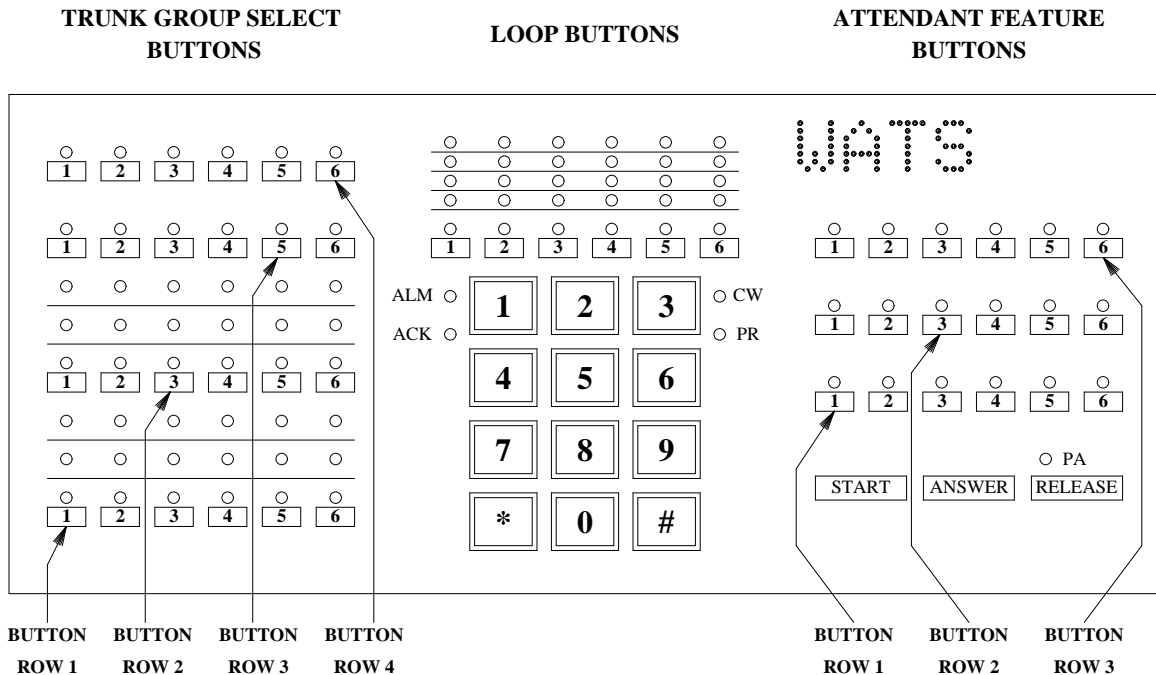 TRUNK GROUP SELECT
BUTTONS
LOOP BUTTONS
ATTENDANT FEATURE
BUTTONS
WATS
1 2 3 4 5 6
1 2 3 4 5 6
1 2 3 4 5 6
1 2 3 4 5 6
1 2 3 4 5 6
ALM
ACK
CW
PR
1 2 3
4 5 6
7 8 9
* 0 #
1 2 3 4 5 6
1 2 3 4 5 6
1 2 3 4 5 6
PA
START ANSWER RELEASE
BUTTON BUTTON BUTTON BUTTON
ROW 1 ROW 2 ROW 3 ROW 4
BUTTON BUTTON BUTTON
ROW 1 ROW 2 ROW 3